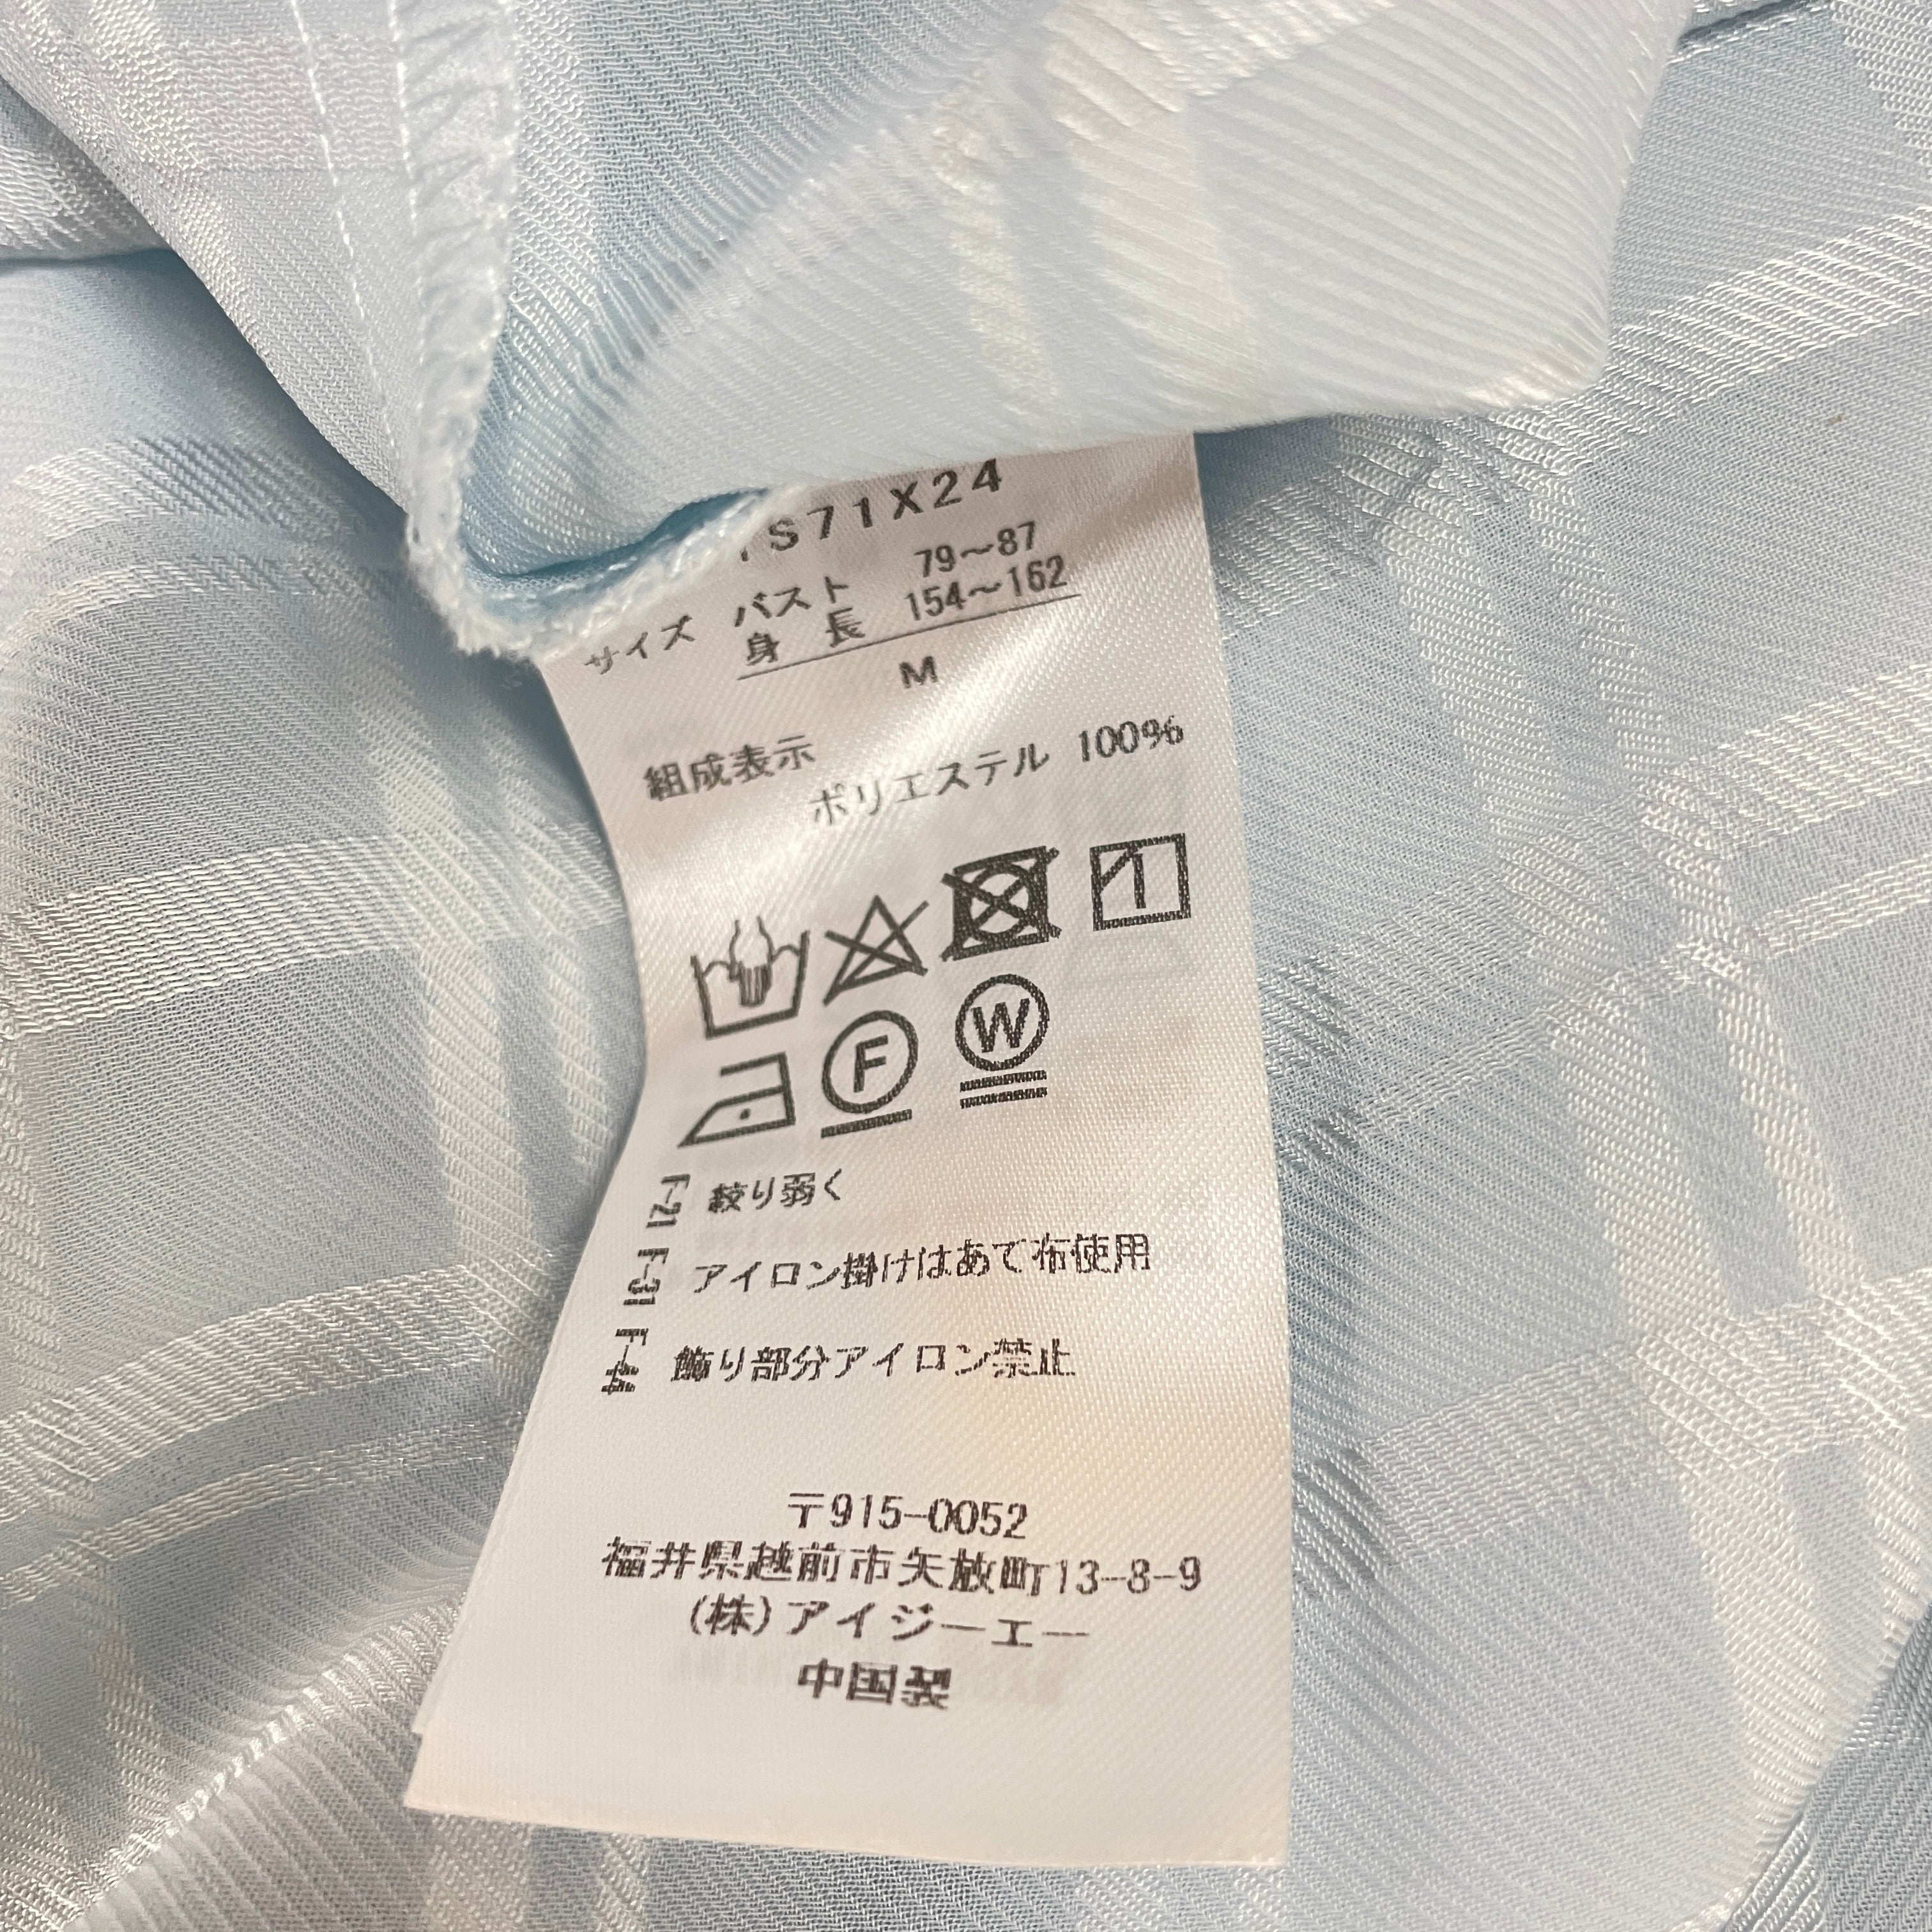 S71X24
サイズ バスト 79～87
身 長 154～162
M
組成表示
ポリエステル 100%
F
W
F-21 絞り弱く
F-31 アイロン掛けはあて布使用
F-44 飾り部分アイロン禁止
〒915-0052
福井県越前市矢放町13-8-9
(株)アイジーエー
中国製